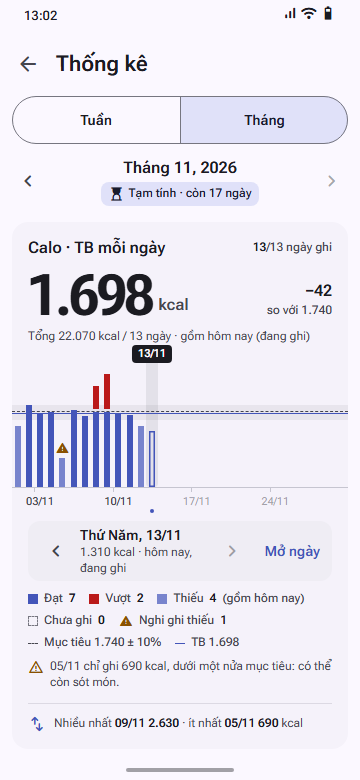 13:02
Thống kê
Tuần
Tháng
Tháng 11, 2026
Tạm tính · còn 17 ngày
Calo · TB mỗi ngày
13/13 ngày ghi
1.698 kcal
−42
so với 1.740
Tổng 22.070 kcal / 13 ngày · gồm hôm nay (đang ghi)
13/11
03/11
10/11
17/11
24/11
Thứ Năm, 13/11
1.310 kcal · hôm nay,
đang ghi
Mở ngày
Đạt 7 Vượt 2 Thiếu 4 (gồm hôm nay)
Chưa ghi 0 Nghi ghi thiếu 1
Mục tiêu 1.740 ± 10% TB 1.698
05/11 chỉ ghi 690 kcal, dưới một nửa mục tiêu: có thể
còn sót món.
Nhiều nhất 09/11 2.630 · ít nhất 05/11 690 kcal